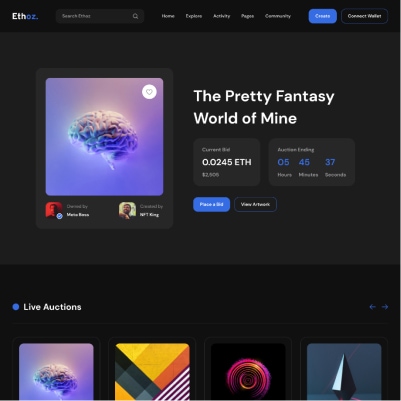 Ethoz.
Search Ethoz
Home Explore Activity Pages Community
Create
Connect Wallet
The Pretty Fantasy
World of Mine
Current Bid
0.0245 ETH
$2,505
Auction Ending
05 45 37
Hours Minutes Seconds
Owned by
Meta Boss
Created by
NFT King
Place a Bid
View Artwork
Live Auctions